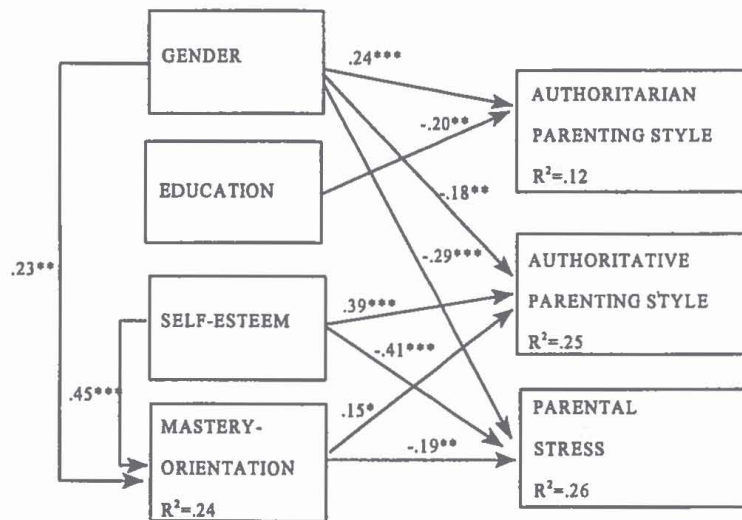 GENDER
.24***
AUTHORITARIAN
PARENTING STYLE
R²=.12
-.20**
EDUCATION
-.18**
-.29***
.23**
AUTHORITATIVE
PARENTING STYLE
R²=.25
SELF-ESTEEM
.39***
-.41***
.45***
.15*
MASTERY-
ORIENTATION
R²=.24
-.19**
PARENTAL
STRESS
R²=.26